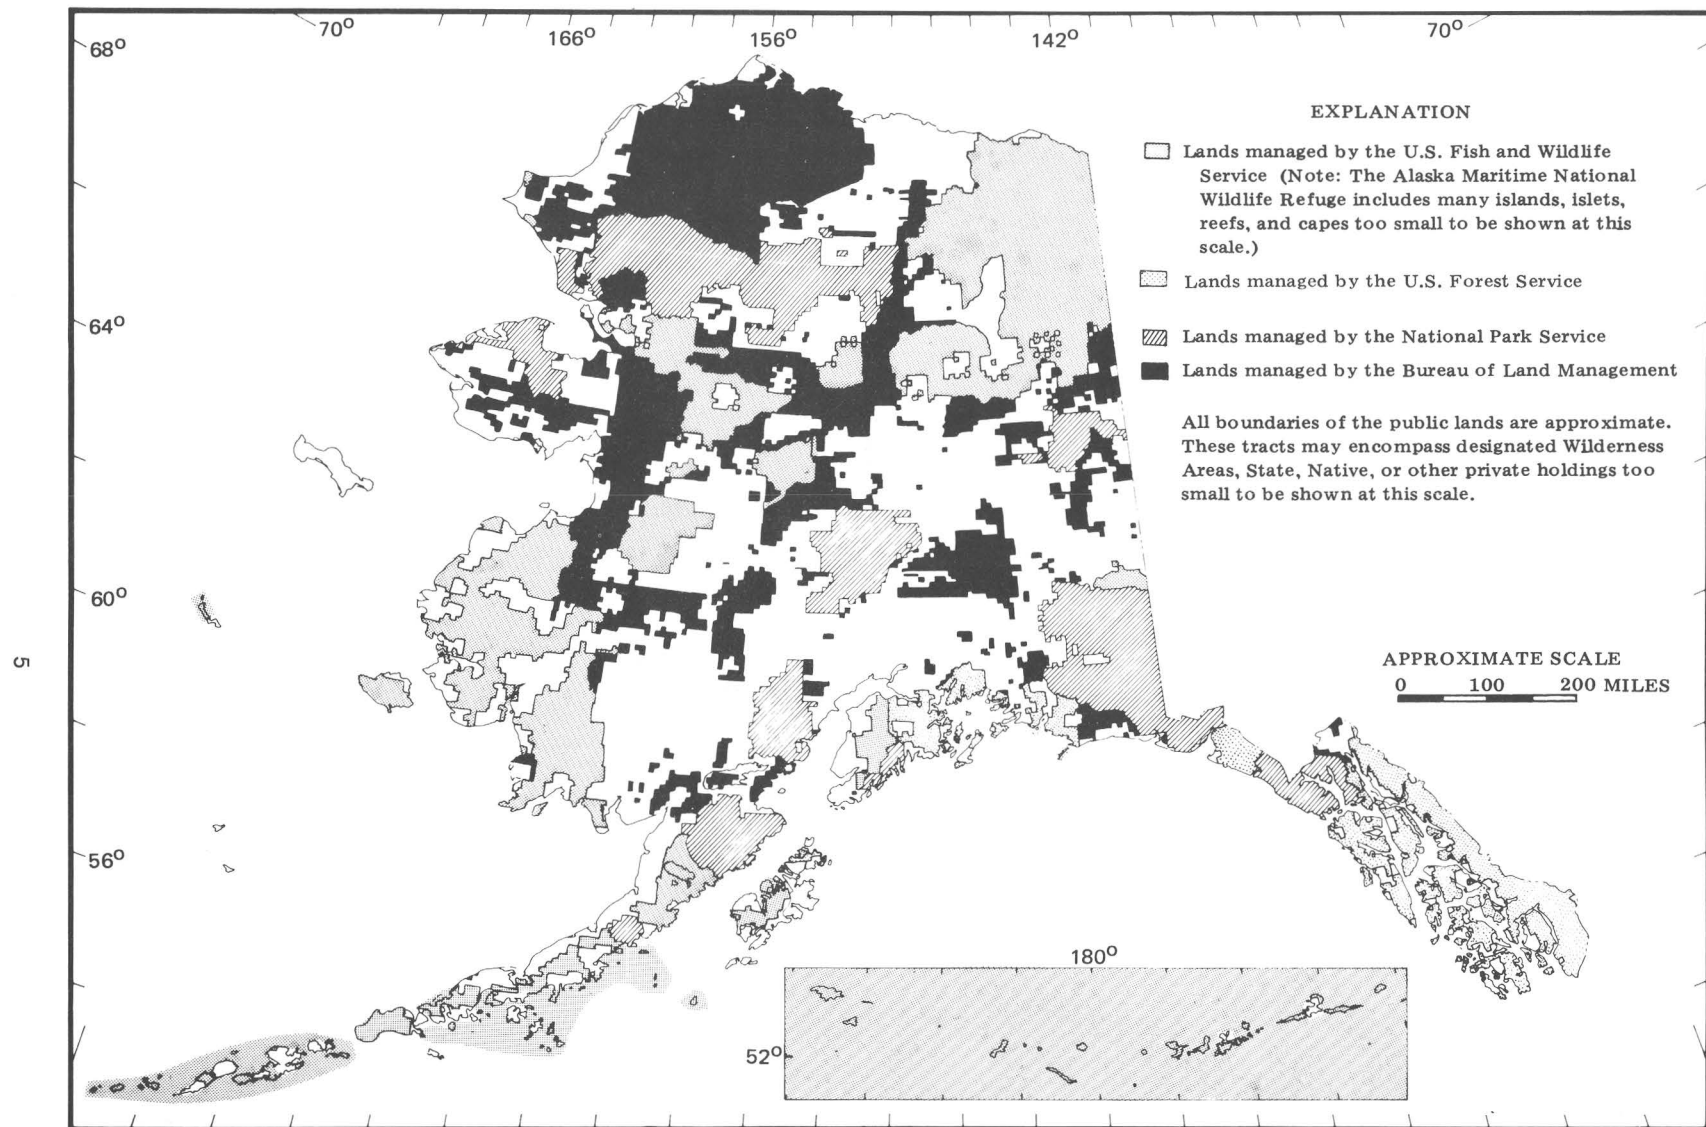 70°
68°
166°
156°
142°
70°
EXPLANATION
Lands managed by the U.S. Fish and Wildlife
Service (Note: The Alaska Maritime National
Wildlife Refuge includes many islands, islets,
reefs, and capes too small to be shown at this
scale.)
Lands managed by the U.S. Forest Service
64°
Lands managed by the National Park Service
Lands managed by the Bureau of Land Management
All boundaries of the public lands are approximate.
These tracts may encompass designated Wilderness
Areas, State, Native, or other private holdings too
small to be shown at this scale.
60°
5
APPROXIMATE SCALE
0 100 200 MILES
56°
180°
52°